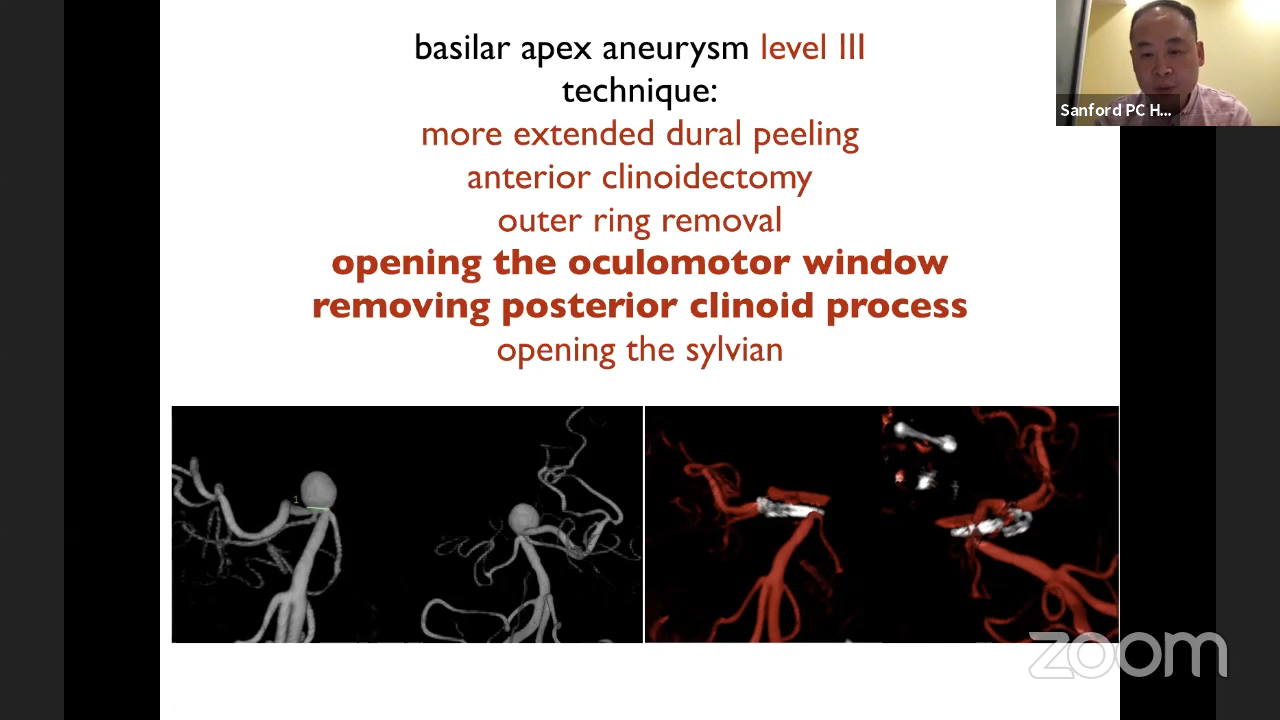 basilar apex aneurysm level III
technique:
more extended dural peeling
anterior clinoidectomy
outer ring removal
opening the oculomotor window
removing posterior clinoid process
opening the sylvian
Sanford PC H...
1
zoom